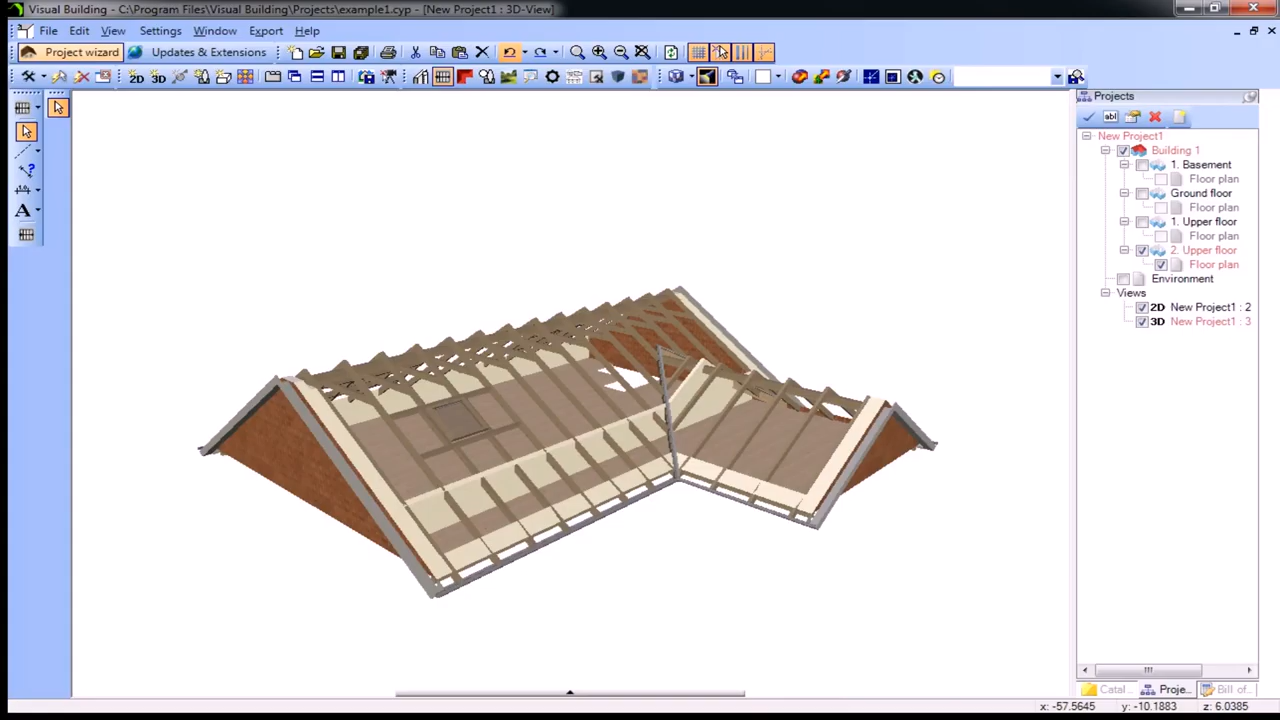 Visual Building - C:\Program Files\Visual Building\Projects\example1.cyp - [New Project1 : 3D-View]
File Edit View Settings Window Export Help
Project wizard Updates & Extensions
2D 3D
Projects
abl
New Project1
Building 1
1. Basement
Floor plan
Ground floor
Floor plan
1. Upper floor
Floor plan
2. Upper floor
Floor plan
Environment
Views
2D New Project1 : 2
3D New Project1 : 3
A
Catal... Proje... Bill of...
x: -57.5645 y: -10.1883 z: 6.0385